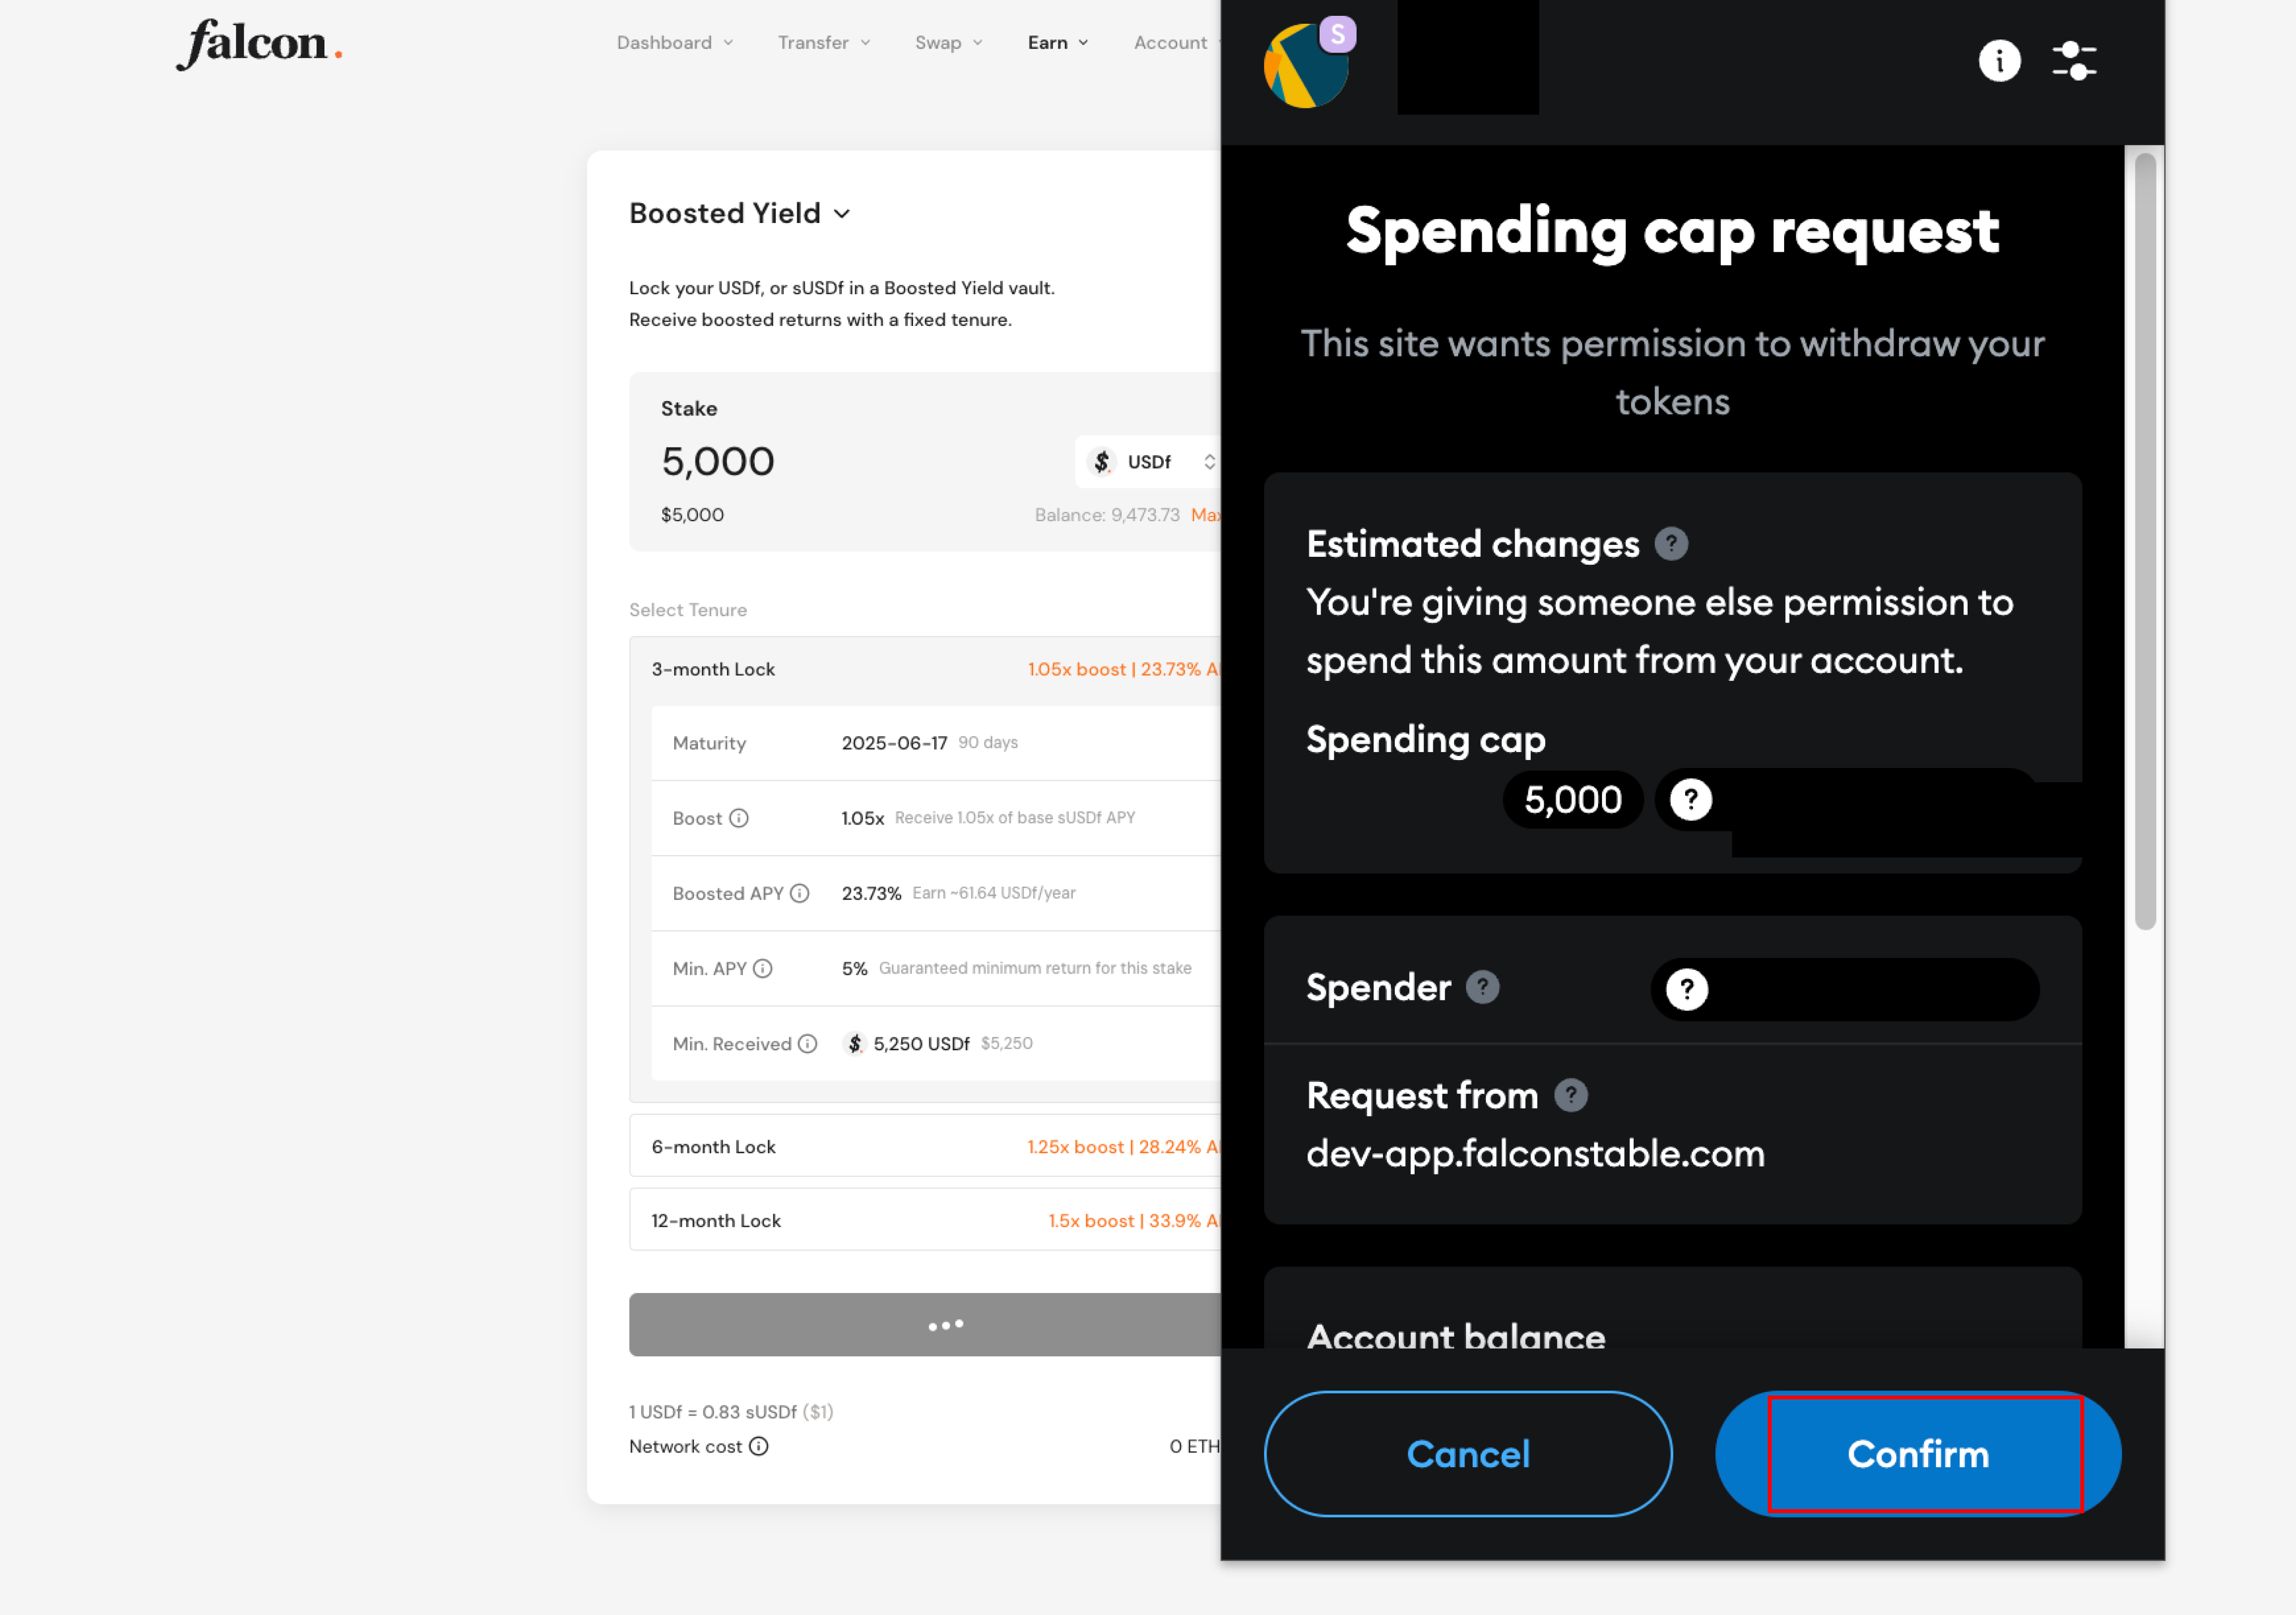 falcon.
Dashboard
Transfer
Swap
Earn
Account
Boosted Yield
Lock your USDf, or sUSDf in a Boosted Yield vault.
Receive boosted returns with a fixed tenure.
Stake
5,000
USDf
$5,000
Balance: 9,473.73 Max
Select Tenure
3-month Lock
1.05x boost | 23.73%
Maturity
2025-06-17 90 days
Boost
1.05x Receive 1.05x of base sUSDf APY
Boosted APY
23.73% Earn ~61.64 USDf/year
Min. APY
5% Guaranteed minimum return for this stake
Min. Received
$ 5,250 USDf $5,250
6-month Lock
1.25x boost | 28.24%
12-month Lock
1.5x boost | 33.9%
1 USDf = 0.83 sUSDf ($1)
Network cost
0 ETH
S
Spending cap request
This site wants permission to withdraw your
tokens
Estimated changes
You're giving someone else permission to
spend this amount from your account.
Spending cap
5,000
Spender
Request from
dev-app.falconstable.com
Account balance
Cancel
Confirm